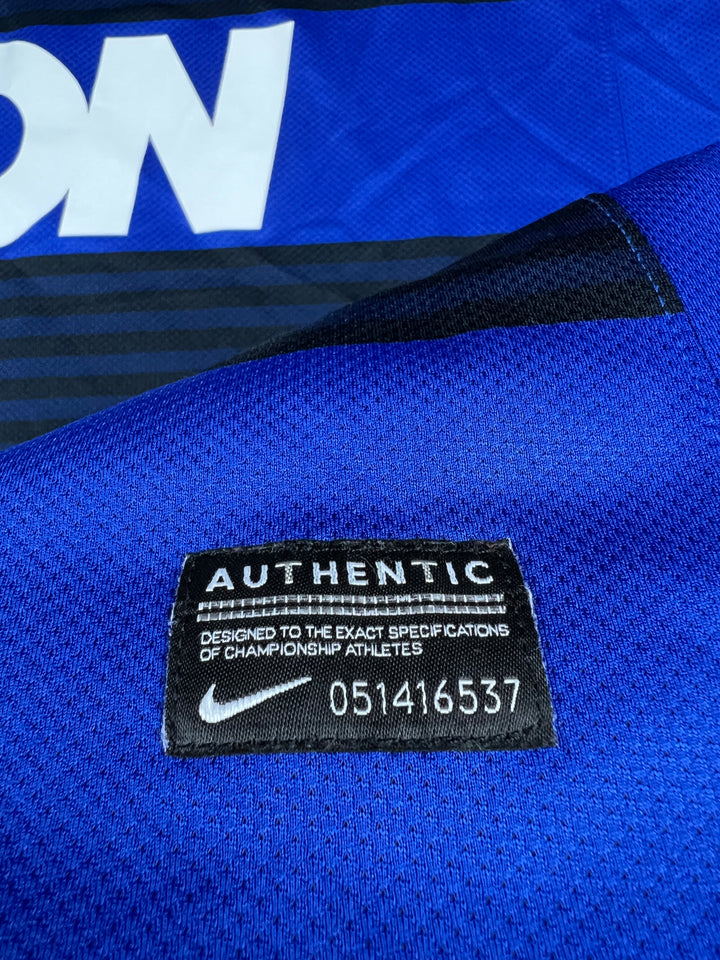 ON
AUTHENTIC
DESIGNED TO THE EXACT SPECIFICATIONS
OF CHAMPIONSHIP ATHLETES
051416537